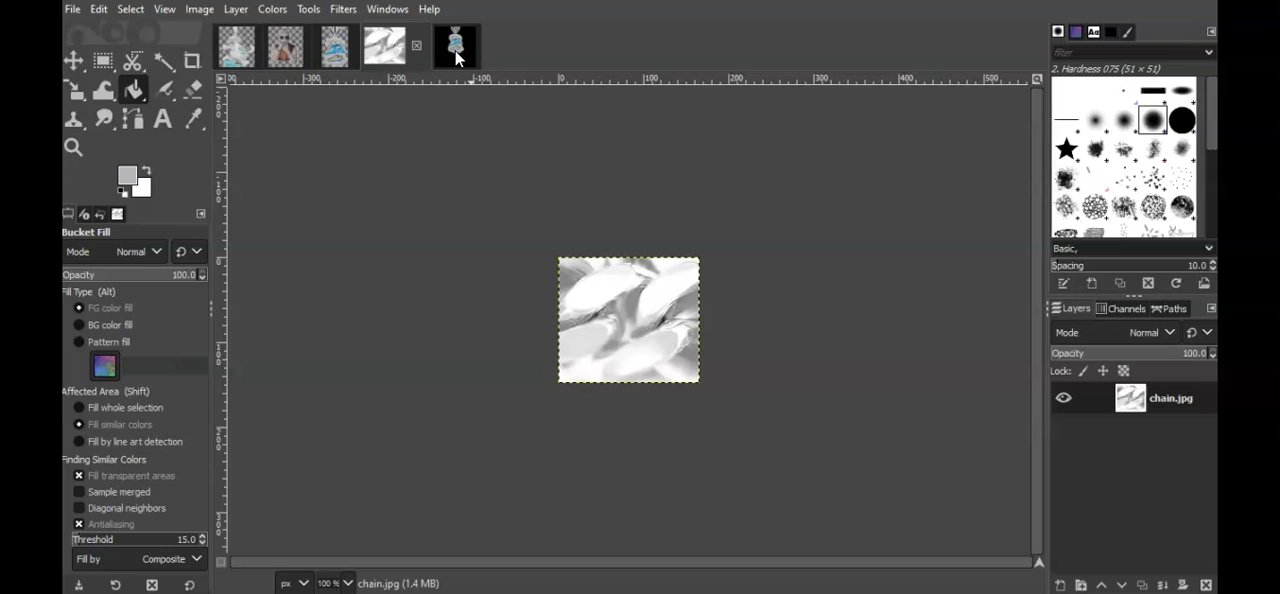 File Edit Select View Image Layer Colors Tools Filters Windows Help
-300 -200 -100 0 100 200 300 400 500
filter
2. Hardness 075 (51 × 51)
Bucket Fill
Mode Normal
Opacity 100.0
Fill Type (Alt)
FG color fill
BG color fill
Pattern fill
Affected Area (Shift)
Fill whole selection
Fill similar colors
Fill by line art detection
Finding Similar Colors
Fill transparent areas
Sample merged
Diagonal neighbors
Antialiasing
Threshold 15.0
Fill by Composite
px 100 % chain.jpg (1.4 MB)
Basic,
Spacing 10.0
Layers Channels Paths
Mode Normal
Opacity 100.0
Lock:
chain.jpg